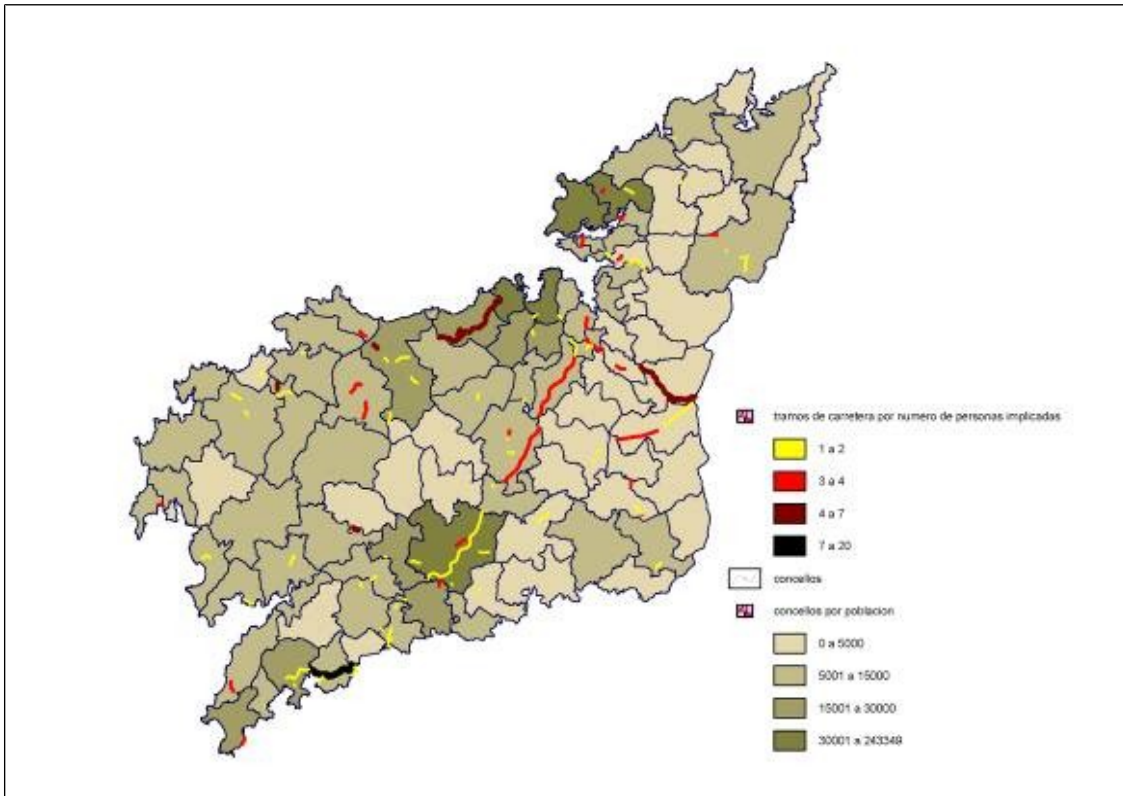 tramos de carretera por numero de personas implicadas
1 a 2
3 a 4
4 a 7
7 a 20
concellos
concellos por poblacion
0 a 5000
5001 a 15000
15001 a 30000
30001 a 243349